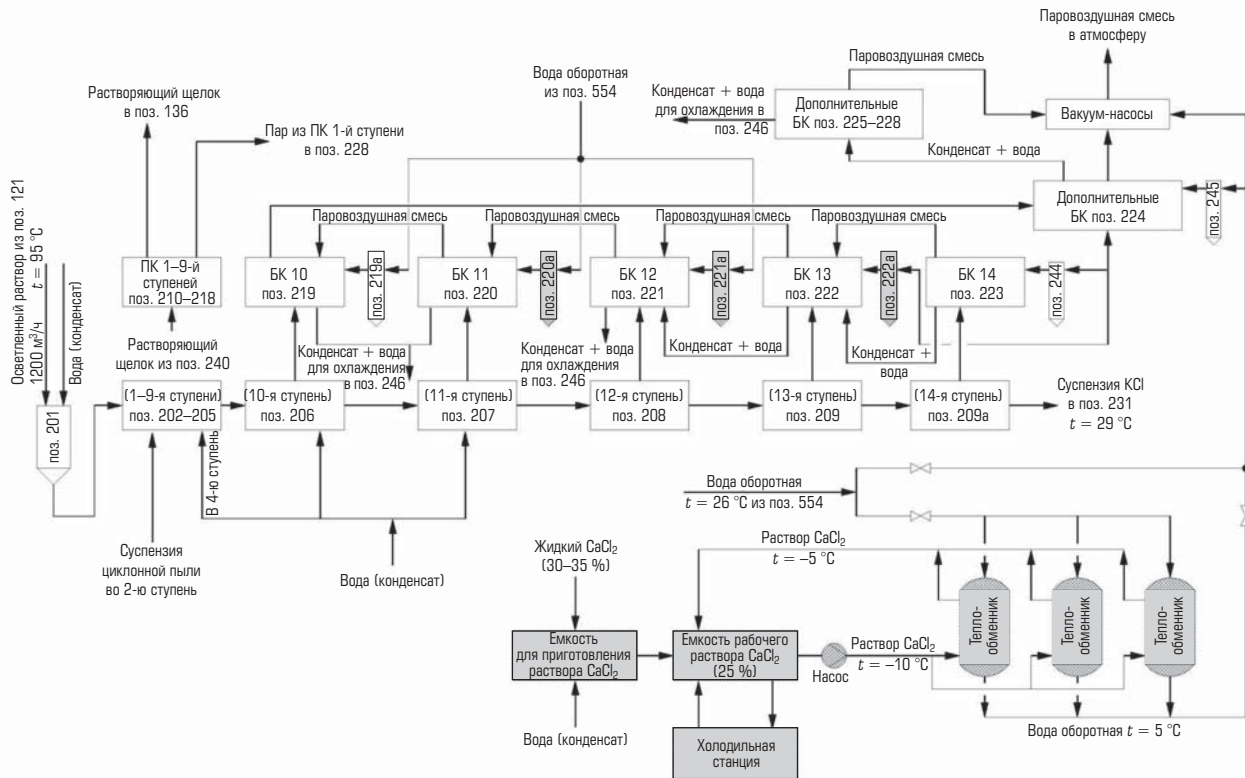 Паровоздушная смесь
в атмосферу
Паровоздушная смесь
Вода оборотная
из поз. 554
Конденсат + вода
для охлаждения в
поз. 246
Дополнительные
БК поз. 225–228
Вакуум-насосы
Растворяющий щелок
в поз. 136
Пар из ПК 1-й ступени
в поз. 228
Конденсат + вода
Дополнительные
БК поз. 224
поз. 245
Осветленный раствор из поз. 121
1200 м³/ч t = 95 °C
Вода (конденсат)
Паровоздушная смесь
Паровоздушная смесь
Паровоздушная смесь
Паровоздушная смесь
ПК 1–9-й
ступеней
поз. 210–218
БК 10
поз. 219
поз. 219а
БК 11
поз. 220
поз. 220а
БК 12
поз. 221
поз. 221а
БК 13
поз. 222
поз. 222а
БК 14
поз. 223
поз. 244
Растворяющий
щелок из поз. 240
Конденсат + вода
для охлаждения
в поз. 246
Конденсат + вода
для охлаждения
в поз. 246
Конденсат + вода
Конденсат +
вода
поз. 201
(1–9-я ступени)
поз. 202–205
(10-я ступень)
поз. 206
(11-я ступень)
поз. 207
(12-я ступень)
поз. 208
(13-я ступень)
поз. 209
(14-я ступень)
поз. 209а
Суспензия KCl
в поз. 231
t = 29 °C
В 4-ю ступень
Суспензия
циклонной пыли
во 2-ю ступень
Вода (конденсат)
Вода оборотная
t = 26 °C из поз. 554
Жидкий CaCl₂
(30–35 %)
Раствор CaCl₂
t = –5 °C
Емкость
для приготовления
раствора CaCl₂
Емкость рабочего
раствора CaCl₂
(25 %)
Насос
Раствор CaCl₂
t = –10 °C
Тепло-
обменник
Тепло-
обменник
Тепло-
обменник
Вода (конденсат)
Холодильная
станция
Вода оборотная t = 5 °C